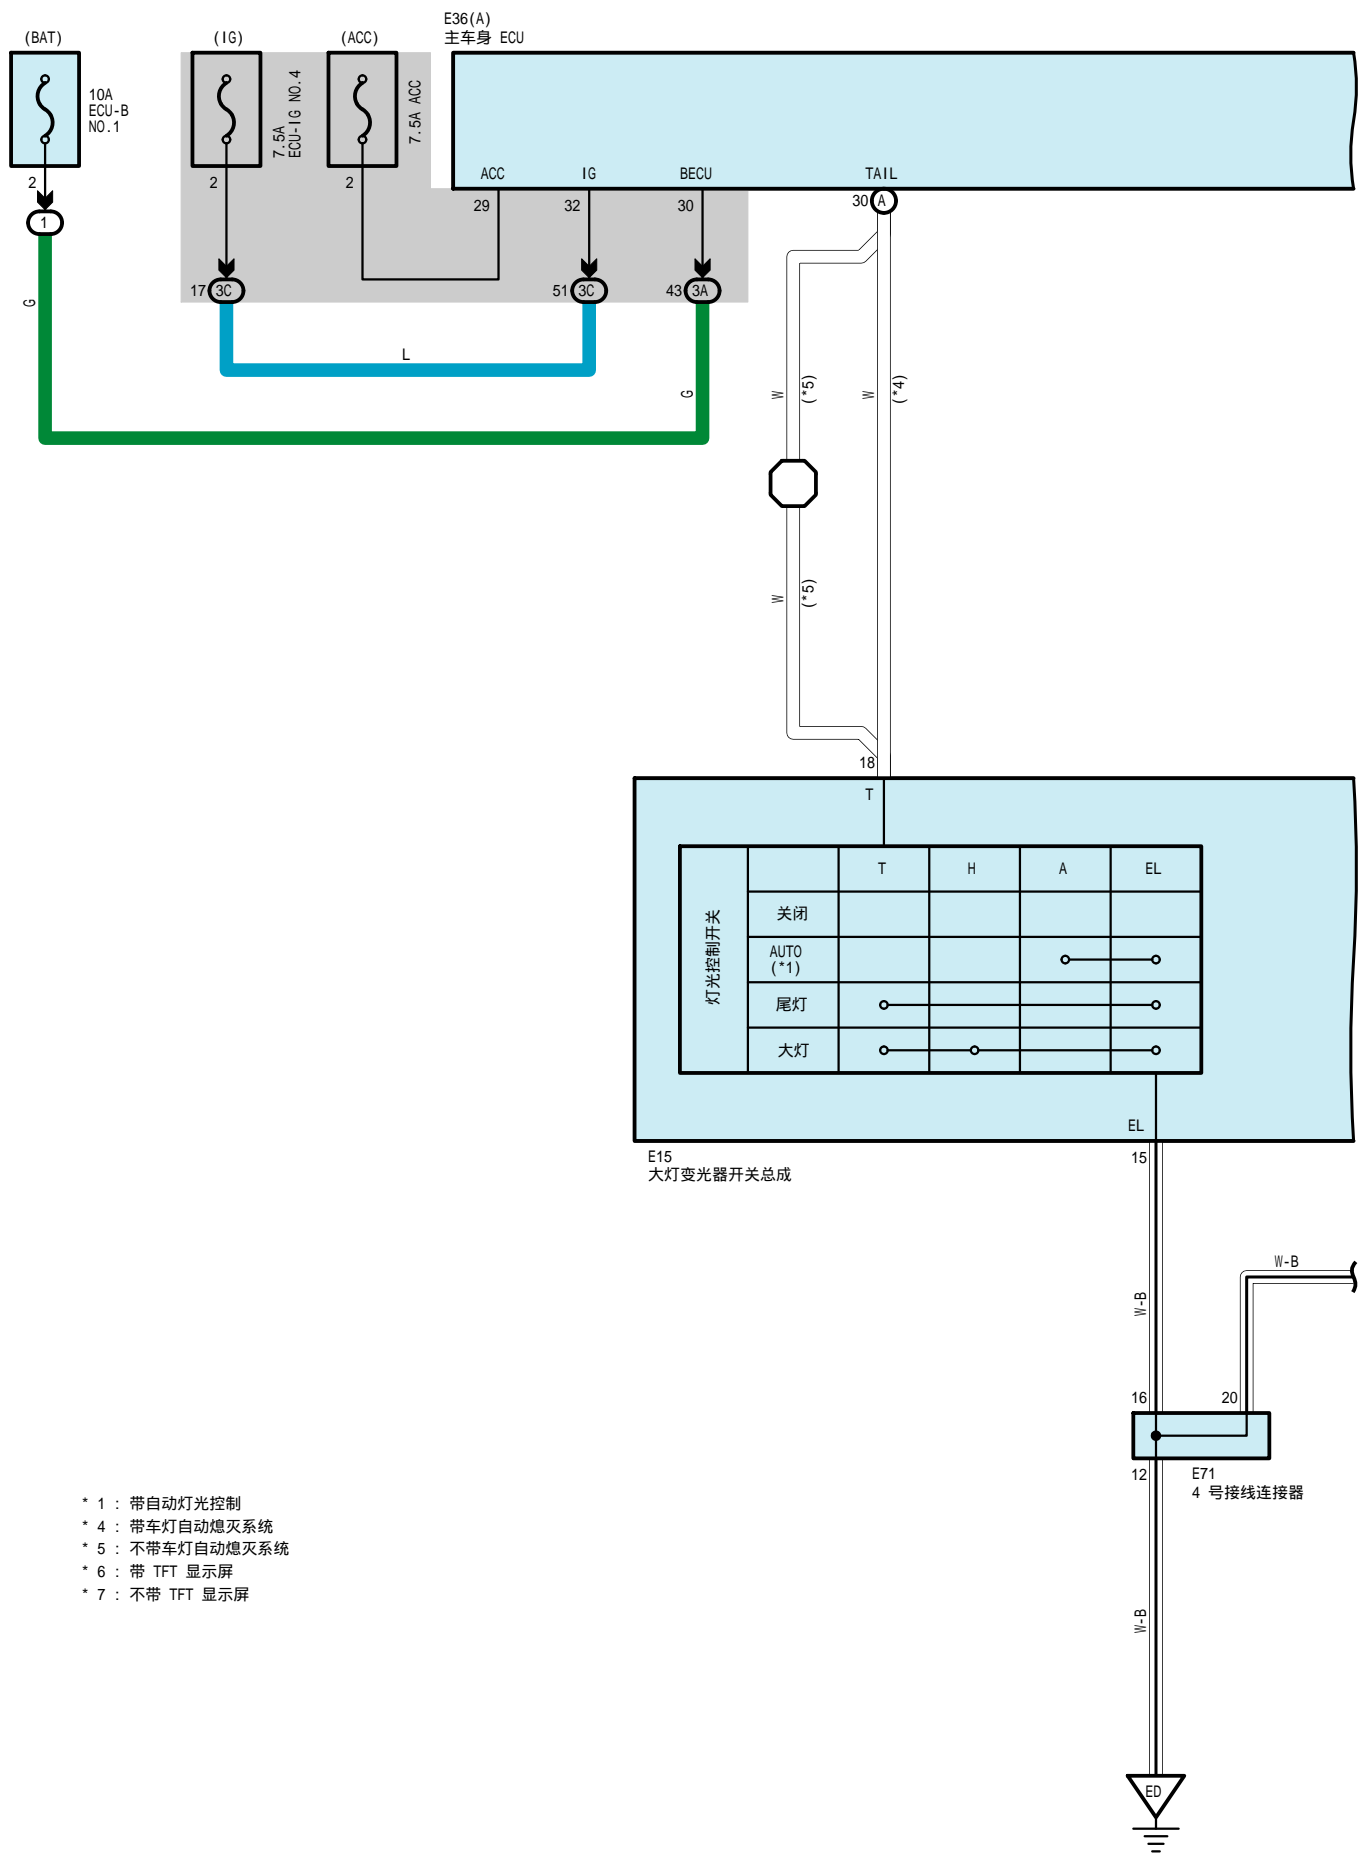 E36(A)
主车身 ECU
(BAT)
(IG)
(ACC)
10A
ECU-B
NO.1
7.5A
ECU-IG NO.4
7.5A ACC
ACC
IG
BECU
TAIL
2
2
2
29
32
30
30
A
1
17
3C
51
3C
43
3A
G
L
G
W
(*5)
W
(*4)
W
(*5)
18
T
灯光控制开关
T
H
A
EL
关闭
AUTO
(*1)
尾灯
大灯
EL
E15
大灯变光器开关总成
15
W-B
W-B
16
20
12
E71
4 号接线连接器
* 1 : 带自动灯光控制
* 4 : 带车灯自动熄灭系统
* 5 : 不带车灯自动熄灭系统
* 6 : 带 TFT 显示屏
* 7 : 不带 TFT 显示屏
W-B
ED